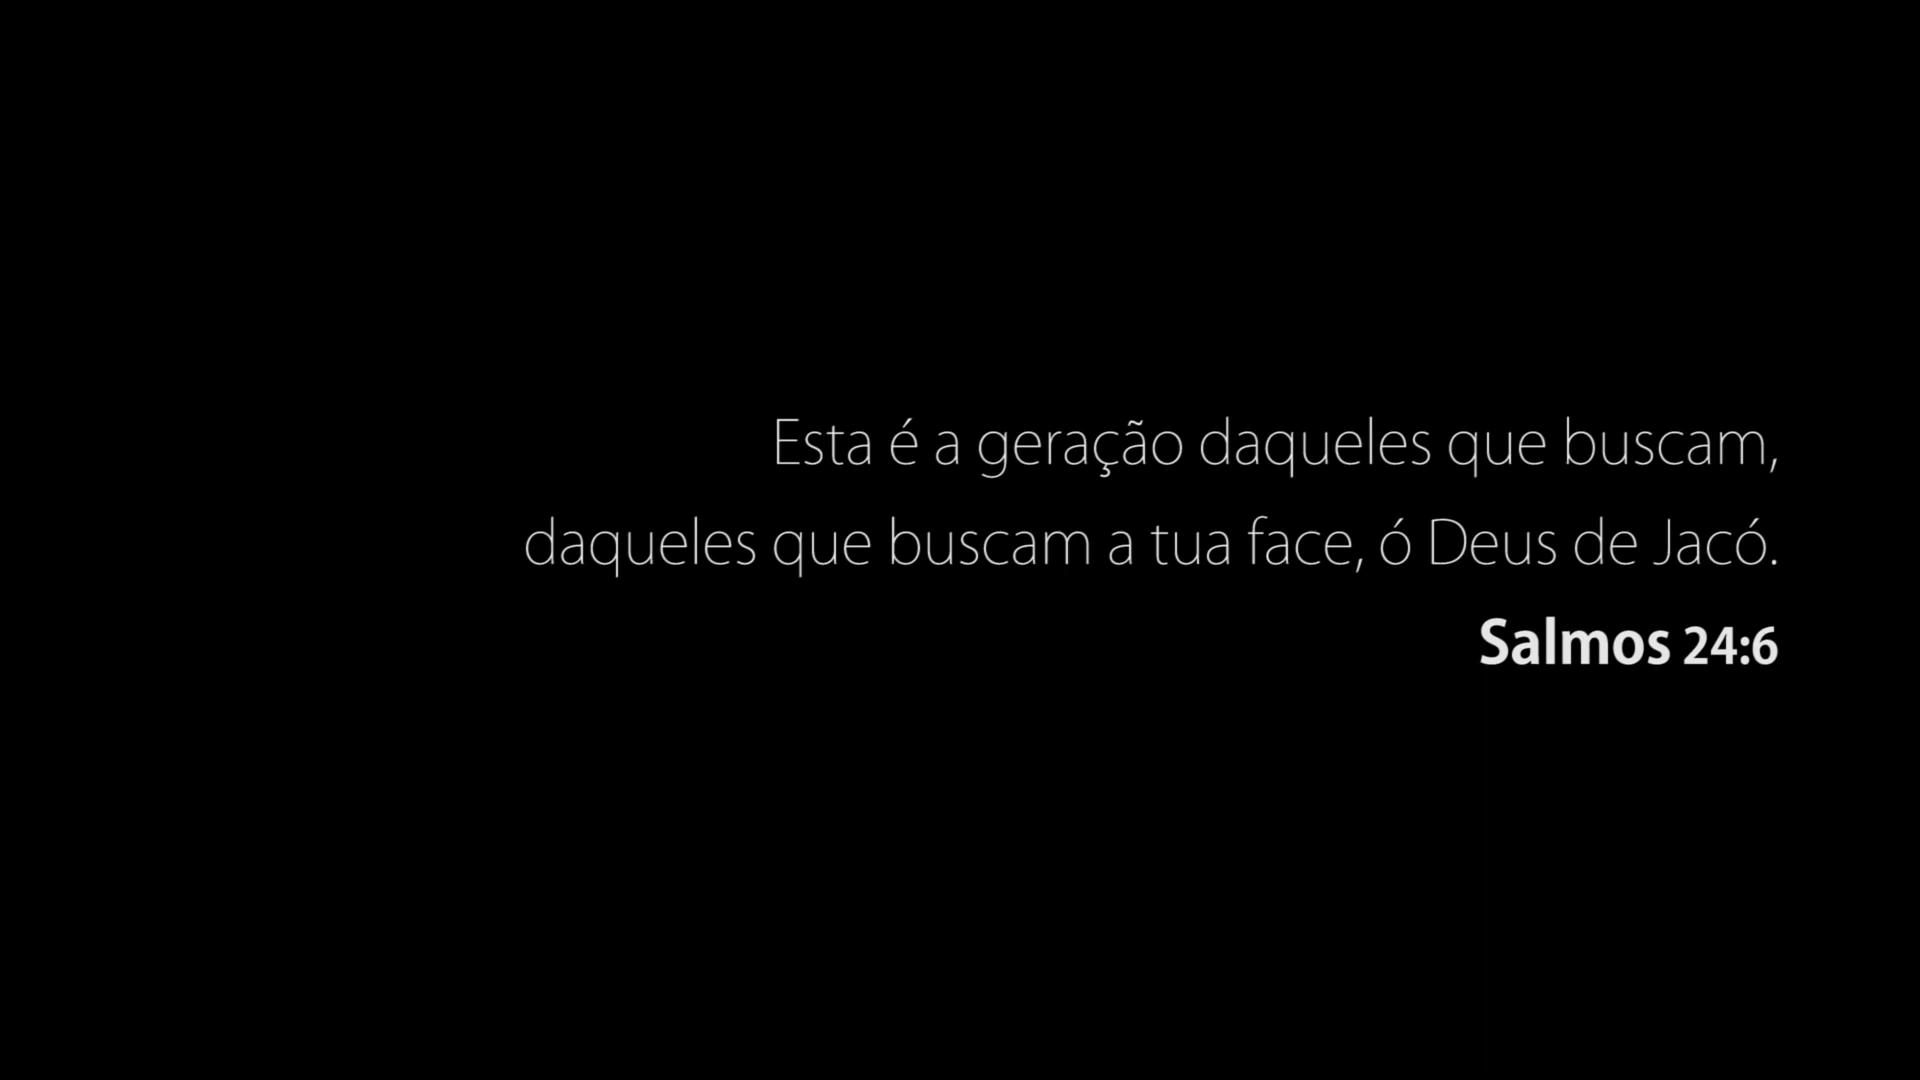 Esta é a geração daqueles que buscam,
daqueles que buscam a tua face, ó Deus de Jacó.
Salmos 24:6